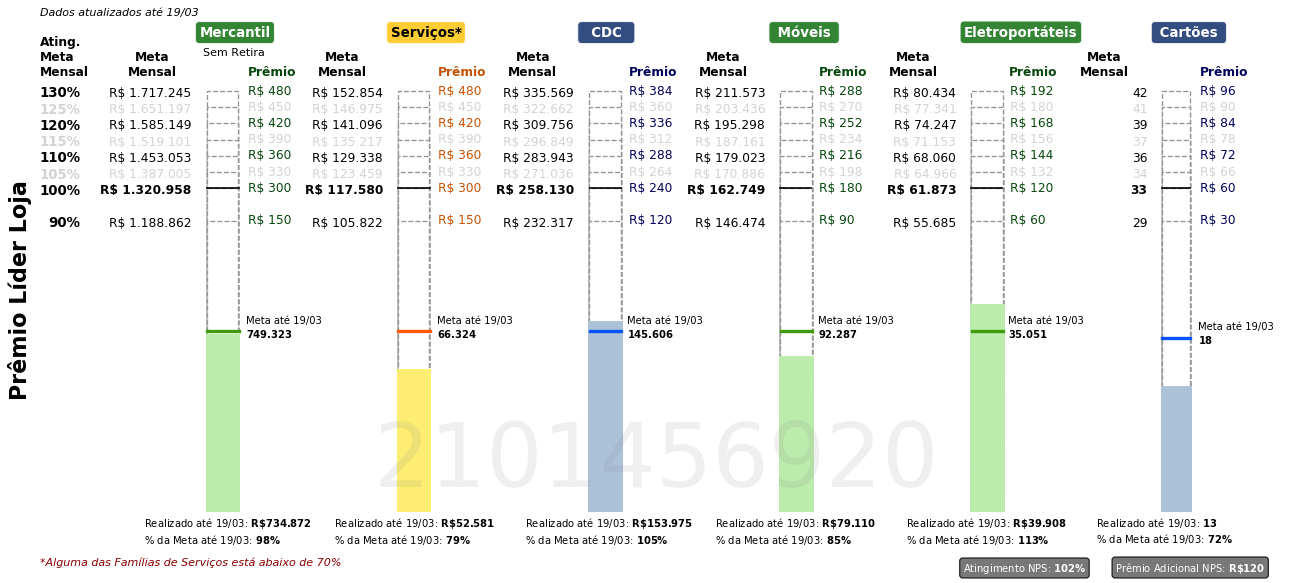 Dados atualizados até 19/03
Mercantil Serviços* CDC Móveis Eletroportáteis Cartões
Sem Retira
Ating. Meta Mensal Meta Mensal Prêmio Meta Mensal Prêmio Meta Mensal Prêmio Meta Mensal Prêmio Meta Mensal Prêmio Meta Mensal Prêmio
130% R$ 1.717.245 R$ 480 R$ 152.854 R$ 480 R$ 335.569 R$ 384 R$ 211.573 R$ 288 R$ 80.434 R$ 192 42 R$ 96
125% R$ 1.651.197 R$ 450 R$ 146.975 R$ 450 R$ 322.662 R$ 360 R$ 203.436 R$ 270 R$ 77.341 R$ 180 41 R$ 90
120% R$ 1.585.149 R$ 420 R$ 141.096 R$ 420 R$ 309.756 R$ 336 R$ 195.298 R$ 252 R$ 74.247 R$ 168 39 R$ 84
115% R$ 1.519.101 R$ 390 R$ 135.217 R$ 390 R$ 296.849 R$ 312 R$ 187.161 R$ 234 R$ 71.153 R$ 156 37 R$ 78
110% R$ 1.453.053 R$ 360 R$ 129.338 R$ 360 R$ 283.943 R$ 288 R$ 179.023 R$ 216 R$ 68.060 R$ 144 36 R$ 72
105% R$ 1.387.005 R$ 330 R$ 123.459 R$ 330 R$ 271.036 R$ 264 R$ 170.886 R$ 198 R$ 64.966 R$ 132 34 R$ 66
100% R$ 1.320.958 R$ 300 R$ 117.580 R$ 300 R$ 258.130 R$ 240 R$ 162.749 R$ 180 R$ 61.873 R$ 120 33 R$ 60
90% R$ 1.188.862 R$ 150 R$ 105.822 R$ 150 R$ 232.317 R$ 120 R$ 146.474 R$ 90 R$ 55.685 R$ 60 29 R$ 30
Prêmio Líder Loja
Meta até 19/03 Meta até 19/03 Meta até 19/03 Meta até 19/03 Meta até 19/03 Meta até 19/03
749.323 66.324 145.606 92.287 35.051 18
2101456920
Realizado até 19/03: R$734.872 Realizado até 19/03: R$52.581 Realizado até 19/03: R$153.975 Realizado até 19/03: R$79.110 Realizado até 19/03: R$39.908 Realizado até 19/03: 13
% da Meta até 19/03: 98% % da Meta até 19/03: 79% % da Meta até 19/03: 105% % da Meta até 19/03: 85% % da Meta até 19/03: 113% % da Meta até 19/03: 72%
*Alguma das Famílias de Serviços está abaixo de 70% Atingimento NPS: 102% Prêmio Adicional NPS: R$120